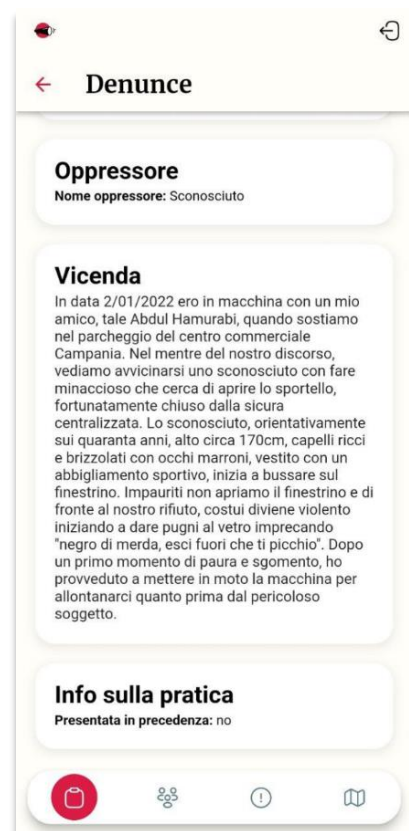 Denunce
Oppressore
Nome oppressore: Sconosciuto
Vicenda
In data 2/01/2022 ero in macchina con un mio
amico, tale Abdul Hamurabi, quando sostiamo
nel parcheggio del centro commerciale
Campania. Nel mentre del nostro discorso,
vediamo avvicinarsi uno sconosciuto con fare
minaccioso che cerca di aprire lo sportello,
fortunatamente chiuso dalla sicura
centralizzata. Lo sconosciuto, orientativamente
sui quaranta anni, alto circa 170cm, capelli ricci
e brizzolati con occhi marroni, vestito con un
abbigliamento sportivo, inizia a bussare sul
finestrino. Impauriti non apriamo il finestrino e di
fronte al nostro rifiuto, costui diviene violento
iniziando a dare pugni al vetro imprecando
"negro di merda, esci fuori che ti picchio". Dopo
un primo momento di paura e sgomento, ho
provveduto a mettere in moto la macchina per
allontanarci quanto prima dal pericoloso
soggetto.
Info sulla pratica
Presentata in precedenza: no